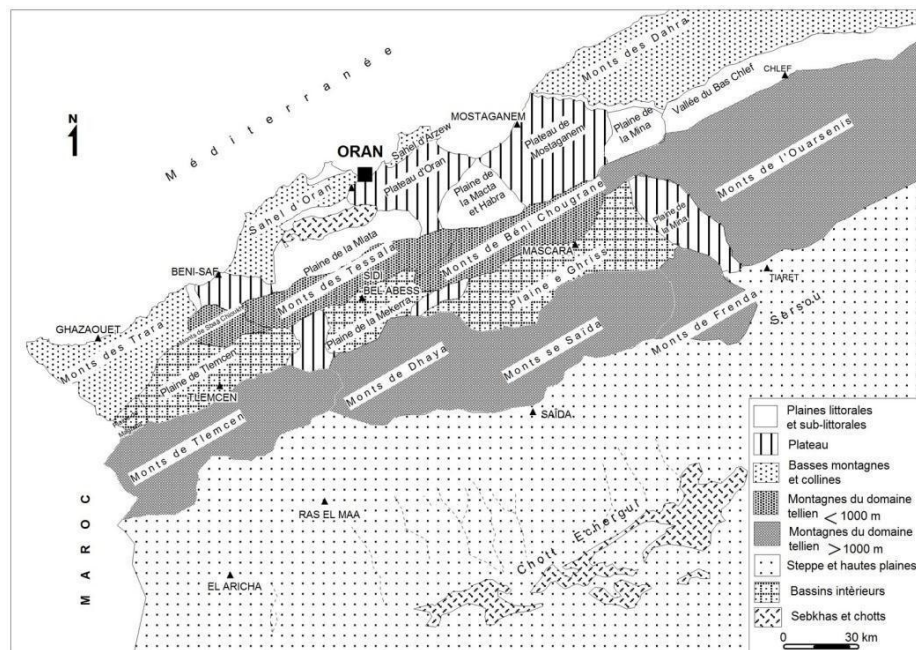 Méditerranée
N
ORAN
MOSTAGANEM
CHLEF
Monts des Dahra
Vallée du Bas Chlef
Plaine de
la Mina
Plateau de
Mostaganem
Sahel d'Arzew
Plateau d'Oran
Plaine de
la Macta
et Habra
Sahel d'Oran
Plaine de la Mlata
Monts de l'Ouarsenis
Monts de Béni Chougrane
Plaine de
la Mina
BENI-SAF
Monts des Tessala
SIDI
BEL ABESS
MASCARA
Plaine e Ghriss
TIARET
Sersou
GHAZAOUET
Monts des Trara
Plaine de la Mekerra
Monts de Frenda
Plaine de Tlemcen
TLEMCEN
Monts de Dhaya
Monts se Saïda
SAÏDA
Monts de Tlemcen
MAROC
RAS EL MAA
EL ARICHA
Chott Echergui
Plaines littorales
et sub-littorales
Plateau
Basses montagnes
et collines
Montagnes du domaine
tellien < 1000 m
Montagnes du domaine
tellien > 1000 m
Steppe et hautes plaines
Bassins intérieurs
Sebkhas et chotts
0 30 km